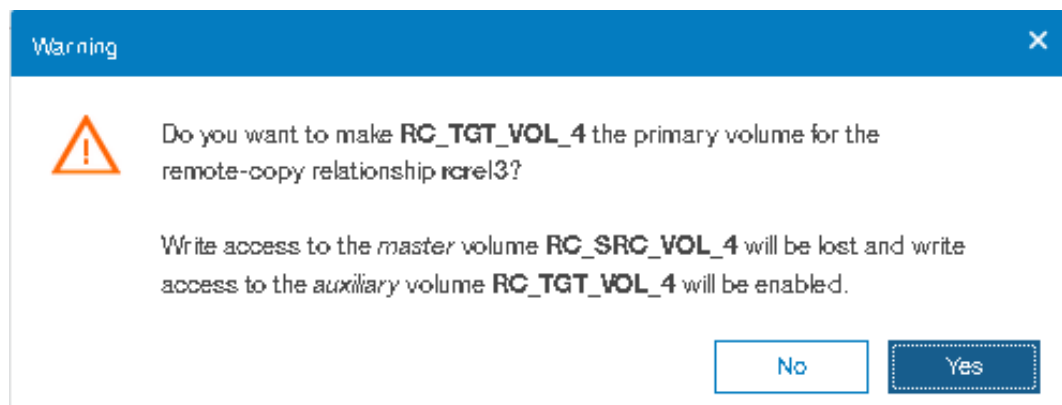 Warning
Do you want to make RC_TGT_VOL_4 the primary volume for the
remote-copy relationship rcrel3?
Write access to the master volume RC_SRC_VOL_4 will be lost and write
access to the auxiliary volume RC_TGT_VOL_4 will be enabled.
No
Yes